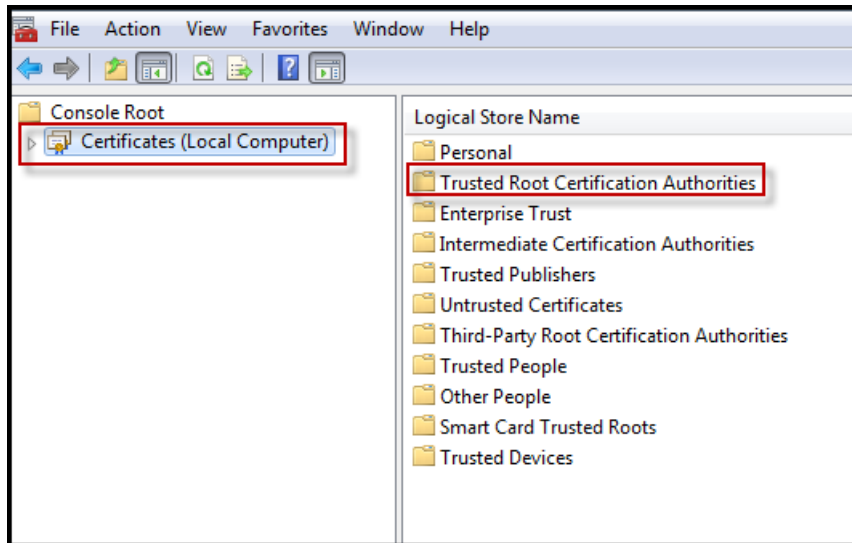 File Action View Favorites Window Help
Console Root
Certificates (Local Computer)
Logical Store Name
Personal
Trusted Root Certification Authorities
Enterprise Trust
Intermediate Certification Authorities
Trusted Publishers
Untrusted Certificates
Third-Party Root Certification Authorities
Trusted People
Other People
Smart Card Trusted Roots
Trusted Devices